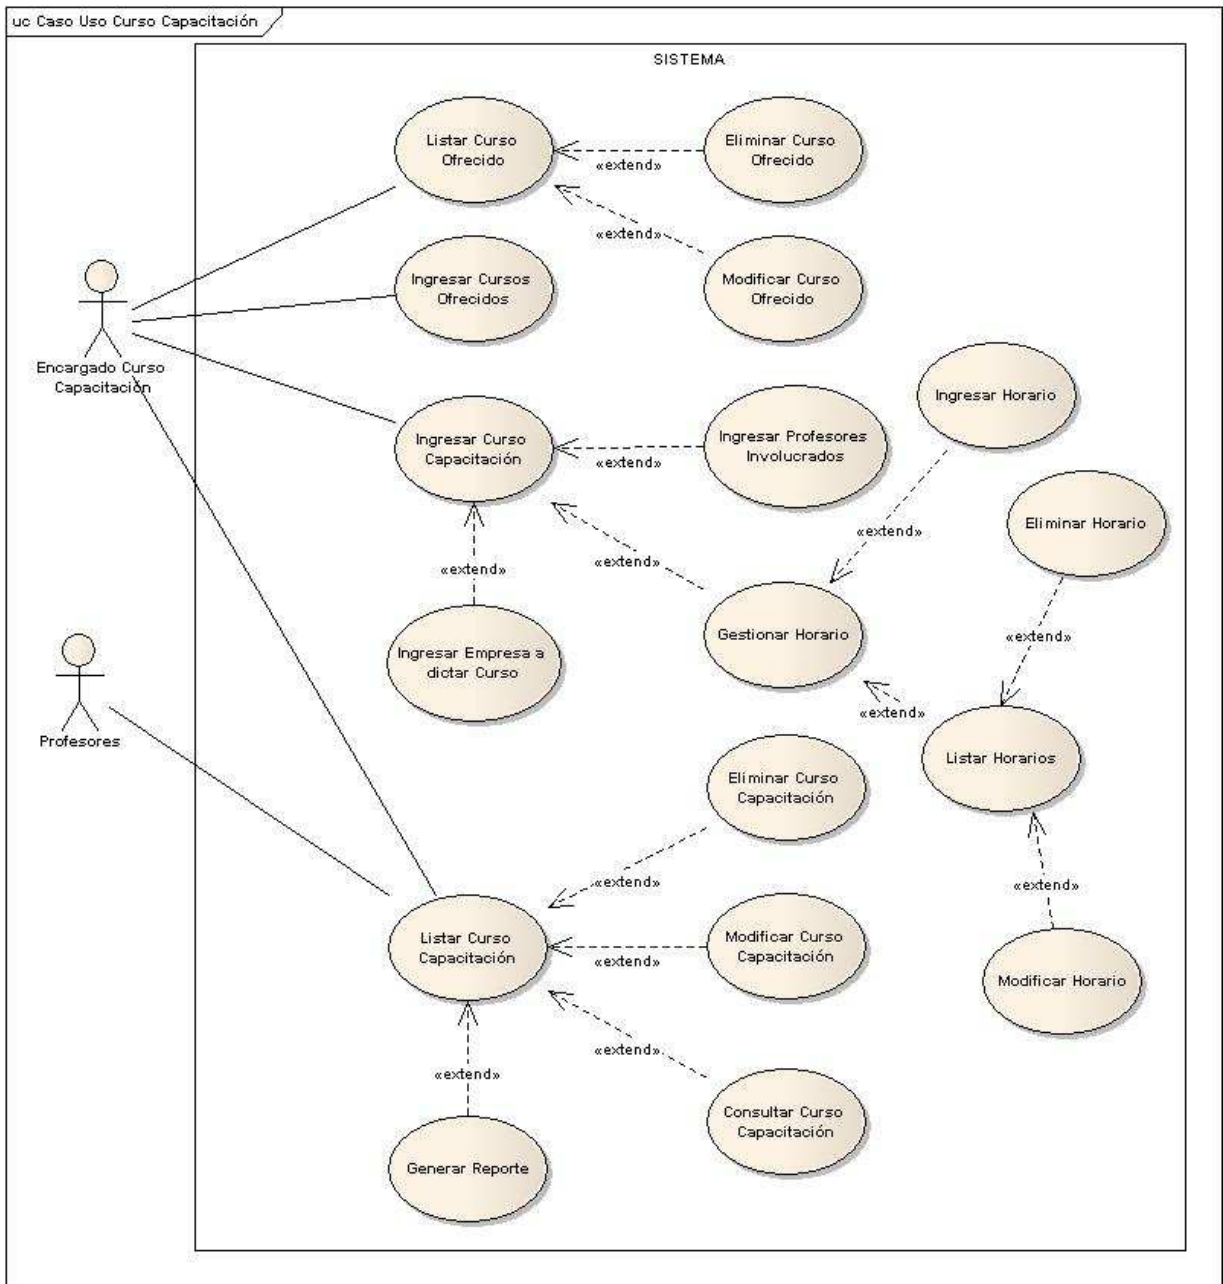 uc Caso Uso Curso Capacitación
SISTEMA
Listar Curso
Ofrecido
Eliminar Curso
Ofrecido
«extend»
«extend»
Ingresar Cursos
Ofrecidos
Modificar Curso
Ofrecido
Encargado Curso
Capacitación
Ingresar Horario
Ingresar Curso
Capacitación
Ingresar Profesores
Involucrados
«extend»
Eliminar Horario
«extend»
«extend»
«extend»
Gestionar Horario
«extend»
Ingresar Empresa a
dictar Curso
«extend»
Profesores
Listar Horarios
Eliminar Curso
Capacitación
«extend»
«extend»
Listar Curso
Capacitación
Modificar Curso
Capacitación
«extend»
Modificar Horario
«extend»
«extend»
Consultar Curso
Capacitación
Generar Reporte